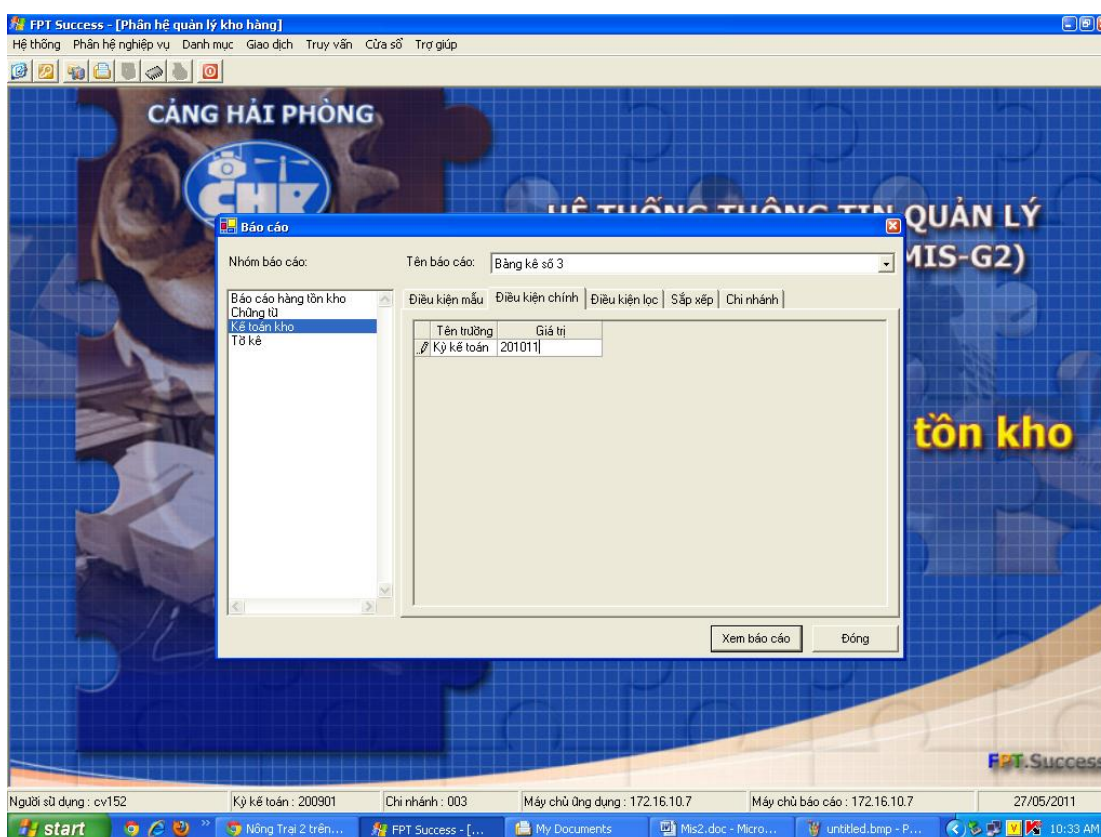 FPT Success - [Phân hệ quản lý kho hàng]
Hệ thống Phân hệ nghiệp vụ Danh mục Giao dịch Truy vấn Cửa sổ Trợ giúp
CẢNG HẢI PHÒNG
CHP
HỆ THỐNG THÔNG TIN QUẢN LÝ
MIS-G2)
Báo cáo
Nhóm báo cáo:
Tên báo cáo: Bảng kê số 3
Báo cáo hàng tồn kho
Chứng từ
Kế toán kho
Tờ kê
Điều kiện mẫu Điều kiện chính Điều kiện lọc Sắp xếp Chi nhánh
Tên trường Giá trị
Kỳ kế toán 201011
tồn kho
Xem báo cáo Đóng
FPT.Success
Người sử dụng : cv152 Kỳ kế toán : 200901 Chi nhánh : 003 Máy chủ ứng dụng : 172.16.10.7 Máy chủ báo cáo : 172.16.10.7 27/05/2011
start Nông Trại 2 trên... FPT Success - [... My Documents Mis2.doc - Micro... untitled.bmp - P... 10:33 AM